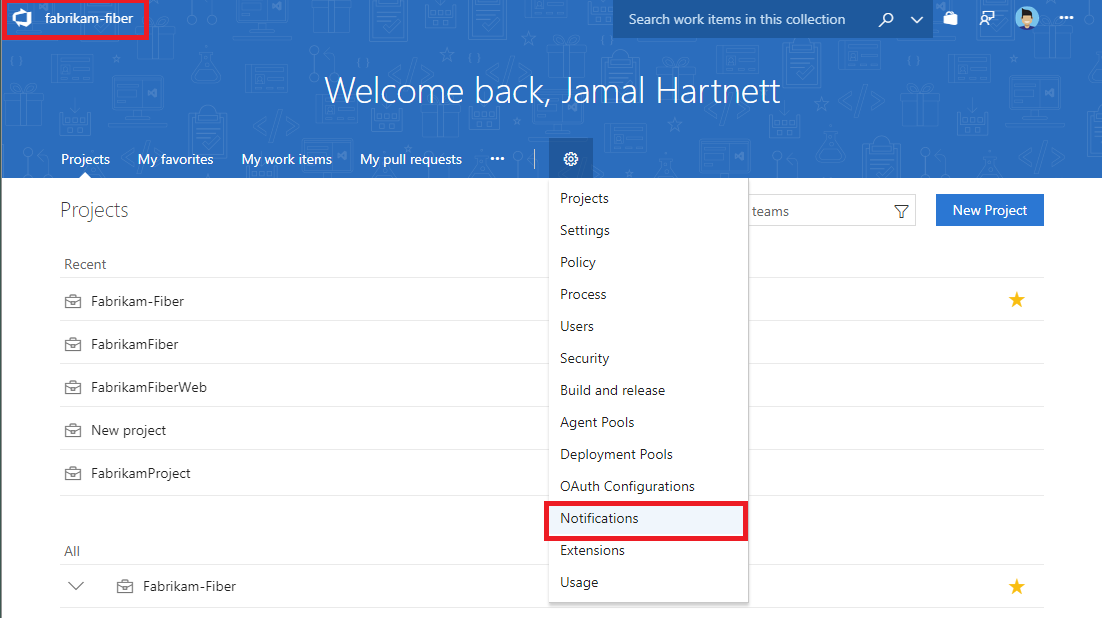 fabrikam-fiber
Search work items in this collection
Welcome back, Jamal Hartnett
Projects
My favorites
My work items
My pull requests
Projects
Settings
Policy
Process
Users
Security
Build and release
Agent Pools
Deployment Pools
OAuth Configurations
Notifications
Extensions
Usage
Projects
teams
New Project
Recent
Fabrikam-Fiber
FabrikamFiber
FabrikamFiberWeb
New project
FabrikamProject
All
Fabrikam-Fiber